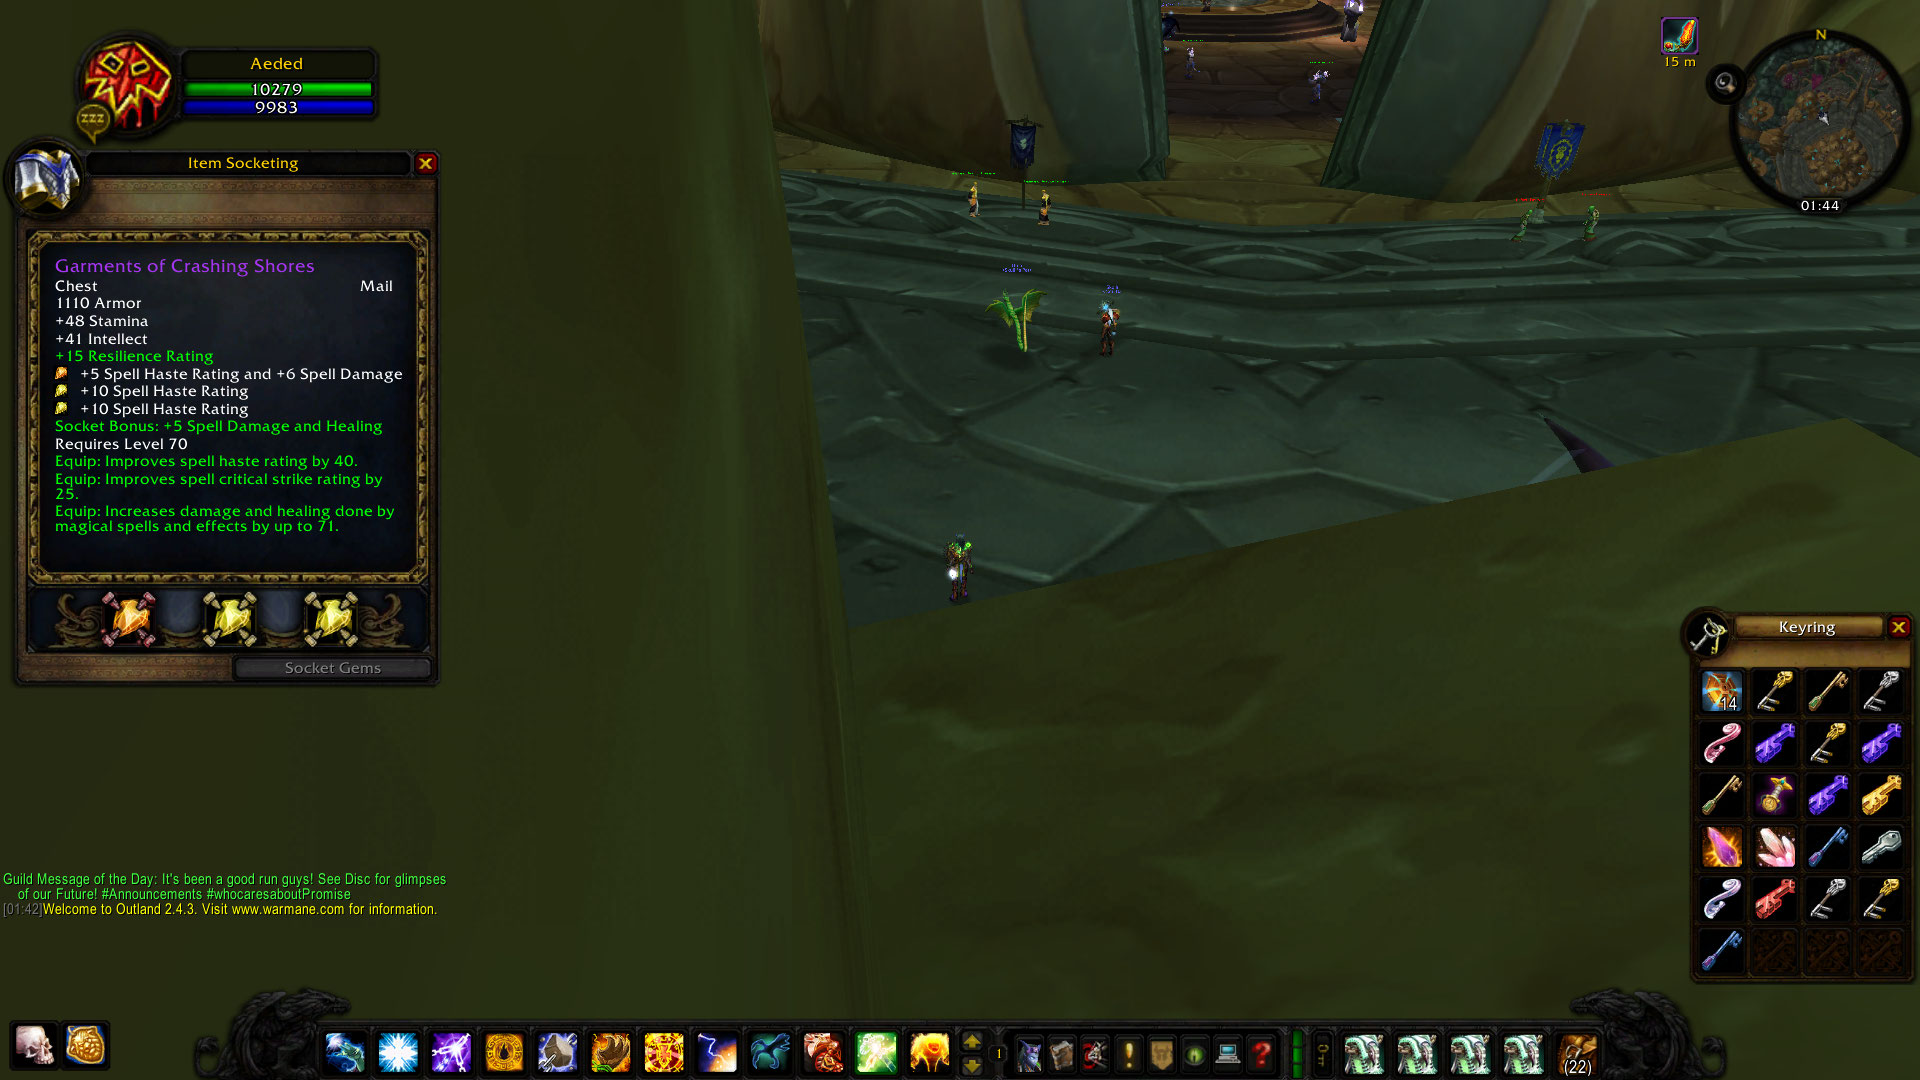 Aeded
10279
9983
zzz
Item Socketing
Garments of Crashing Shores
Chest Mail
1110 Armor
+48 Stamina
+41 Intellect
+15 Resilience Rating
+5 Spell Haste Rating and +6 Spell Damage
+10 Spell Haste Rating
+10 Spell Haste Rating
Socket Bonus: +5 Spell Damage and Healing
Requires Level 70
Equip: Improves spell haste rating by 40.
Equip: Improves spell critical strike rating by
25.
Equip: Increases damage and healing done by
magical spells and effects by up to 71.
Socket Gems
15 m
N
01:44
Keyring
14
Guild Message of the Day: It's been a good run guys! See Disc for glimpses
of our Future! #Announcements #whocaresaboutPromise
[01:42]Welcome to Outland 2.4.3. Visit www.warmane.com for information.
1
(22)